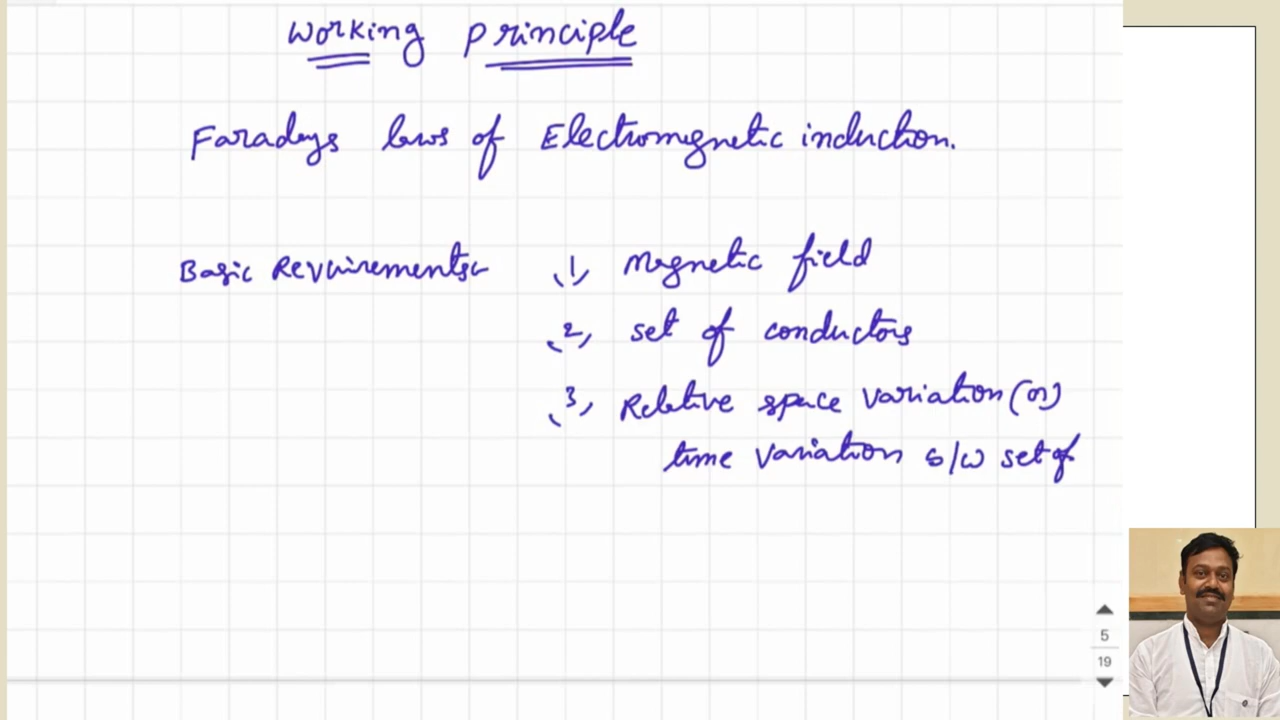 Working Principle
Faradays laws of Electromagnetic induction.
Basic Requirements:- (1) Magnetic field
(2) set of conductors
(3) Relative space variation (or)
time variation b/w set of
5
19